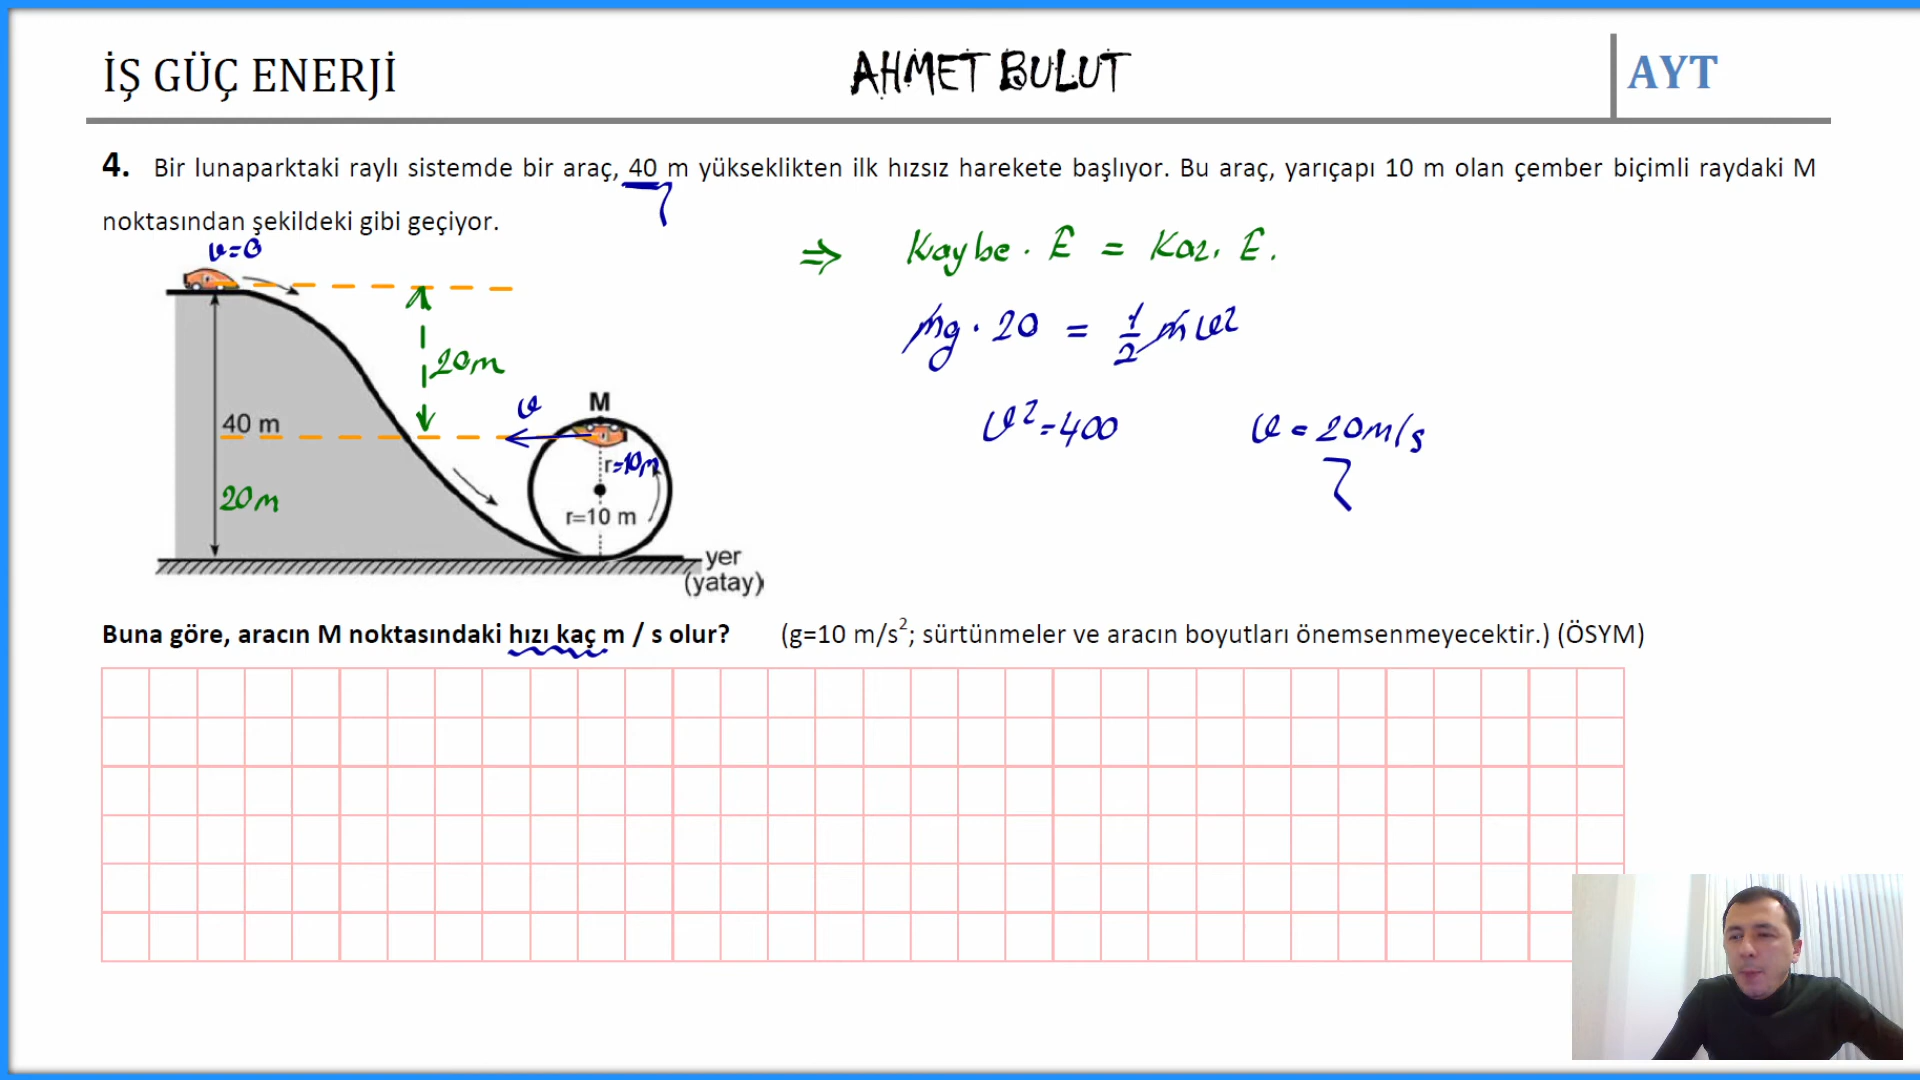 İŞ GÜÇ ENERJİ
AHMET BULUT
AYT
4. Bir lunaparktaki raylı sistemde bir araç, 40 m yükseklikten ilk hızsız harekete başlıyor. Bu araç, yarıçapı 10 m olan çember biçimli raydaki M
noktasından şekildeki gibi geçiyor.
v=0
20m
v
M
40 m
r=10m
20m
r=10 m
yer
(yatay)
⇒ Kaybe. E = Kaz. E.
mg.20 = 1/2 mv²
v²=400
v=20m/s
Buna göre, aracın M noktasındaki hızı kaç m / s olur? (g=10 m/s²; sürtünmeler ve aracın boyutları önemsenmeyecektir.) (ÖSYM)